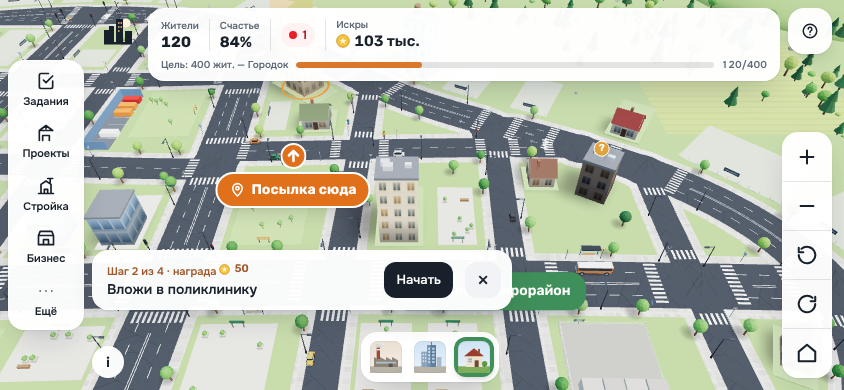 Жители
120
Счастье
84%
1
Искры
103 тыс.
Цель: 400 жит. — Городок
120/400
Задания
Проекты
Стройка
Бизнес
Ещё
?
Посылка сюда
Шаг 2 из 4 · награда 50
Вложи в поликлинику
Начать
рорайон
i